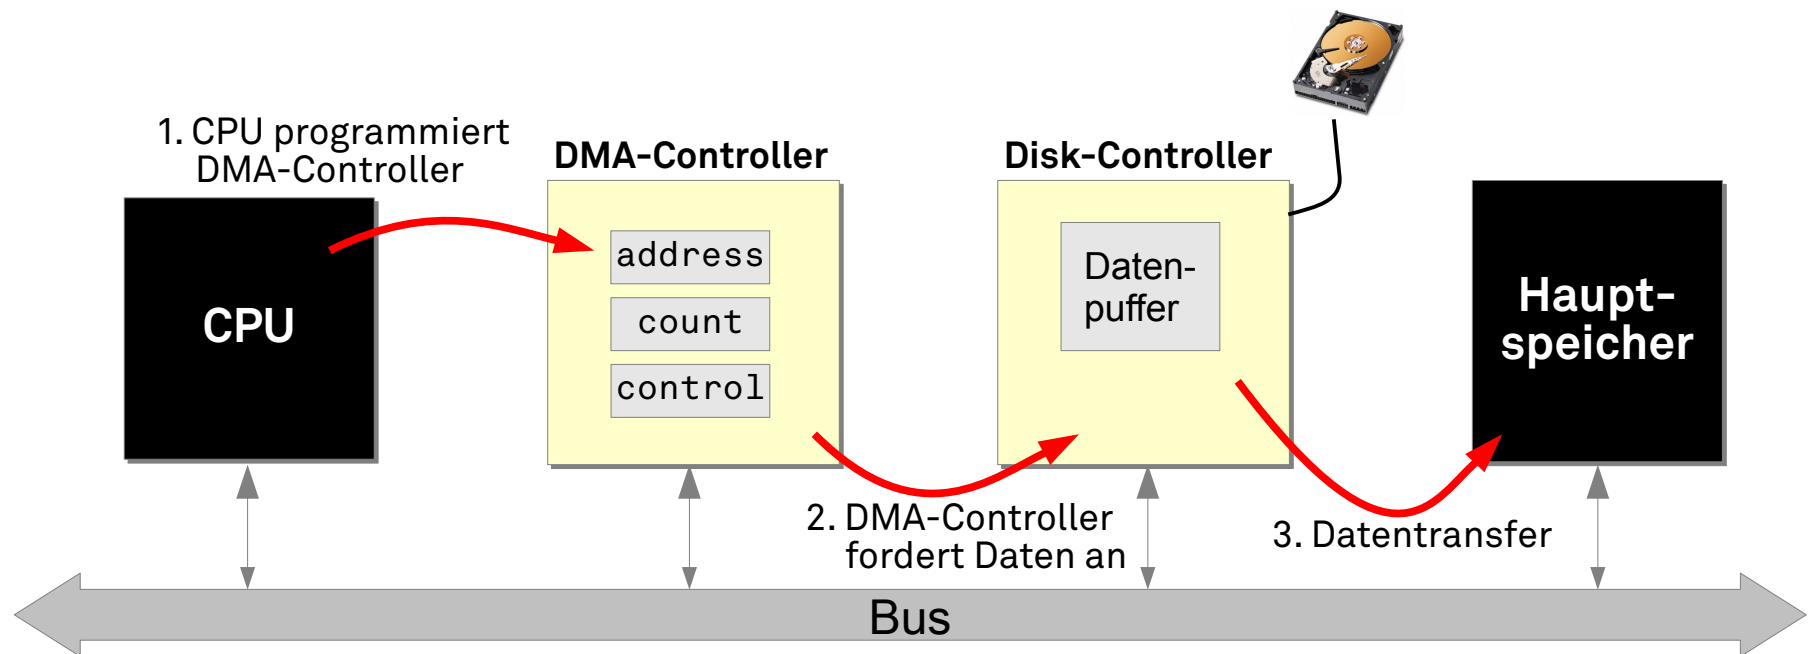 1. CPU programmiert
DMA-Controller
DMA-Controller
Disk-Controller
CPU
address
count
control
Daten-
puffer
Haupt-
speicher
2. DMA-Controller
fordert Daten an
3. Datentransfer
Bus